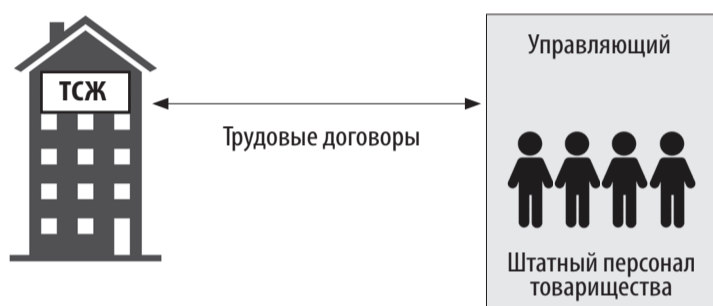 ТСЖ
Трудовые договоры
Управляющий
Штатный персонал
товарищества